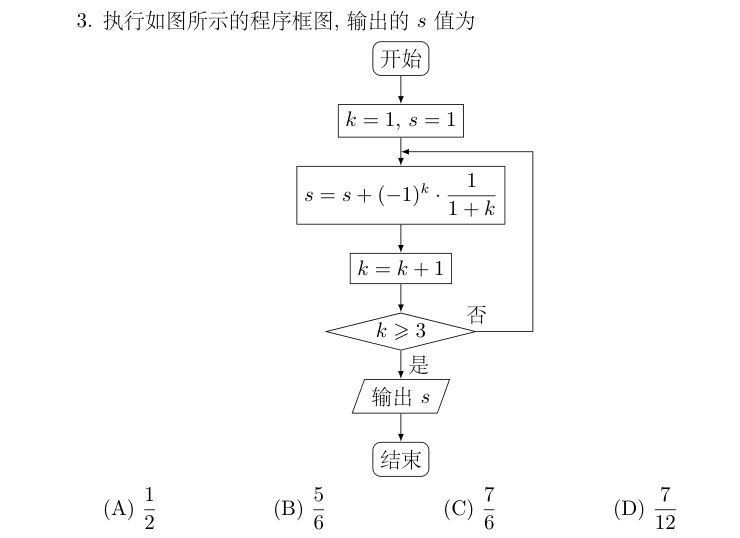 3. 执行如图所示的程序框图, 输出的 s 值为
开始
k = 1, s = 1
s = s + (−1)^k · 1/(1 + k)
k = k + 1
k ⩾ 3
否
是
输出 s
结束
(A) 1/2 (B) 5/6 (C) 7/6 (D) 7/12